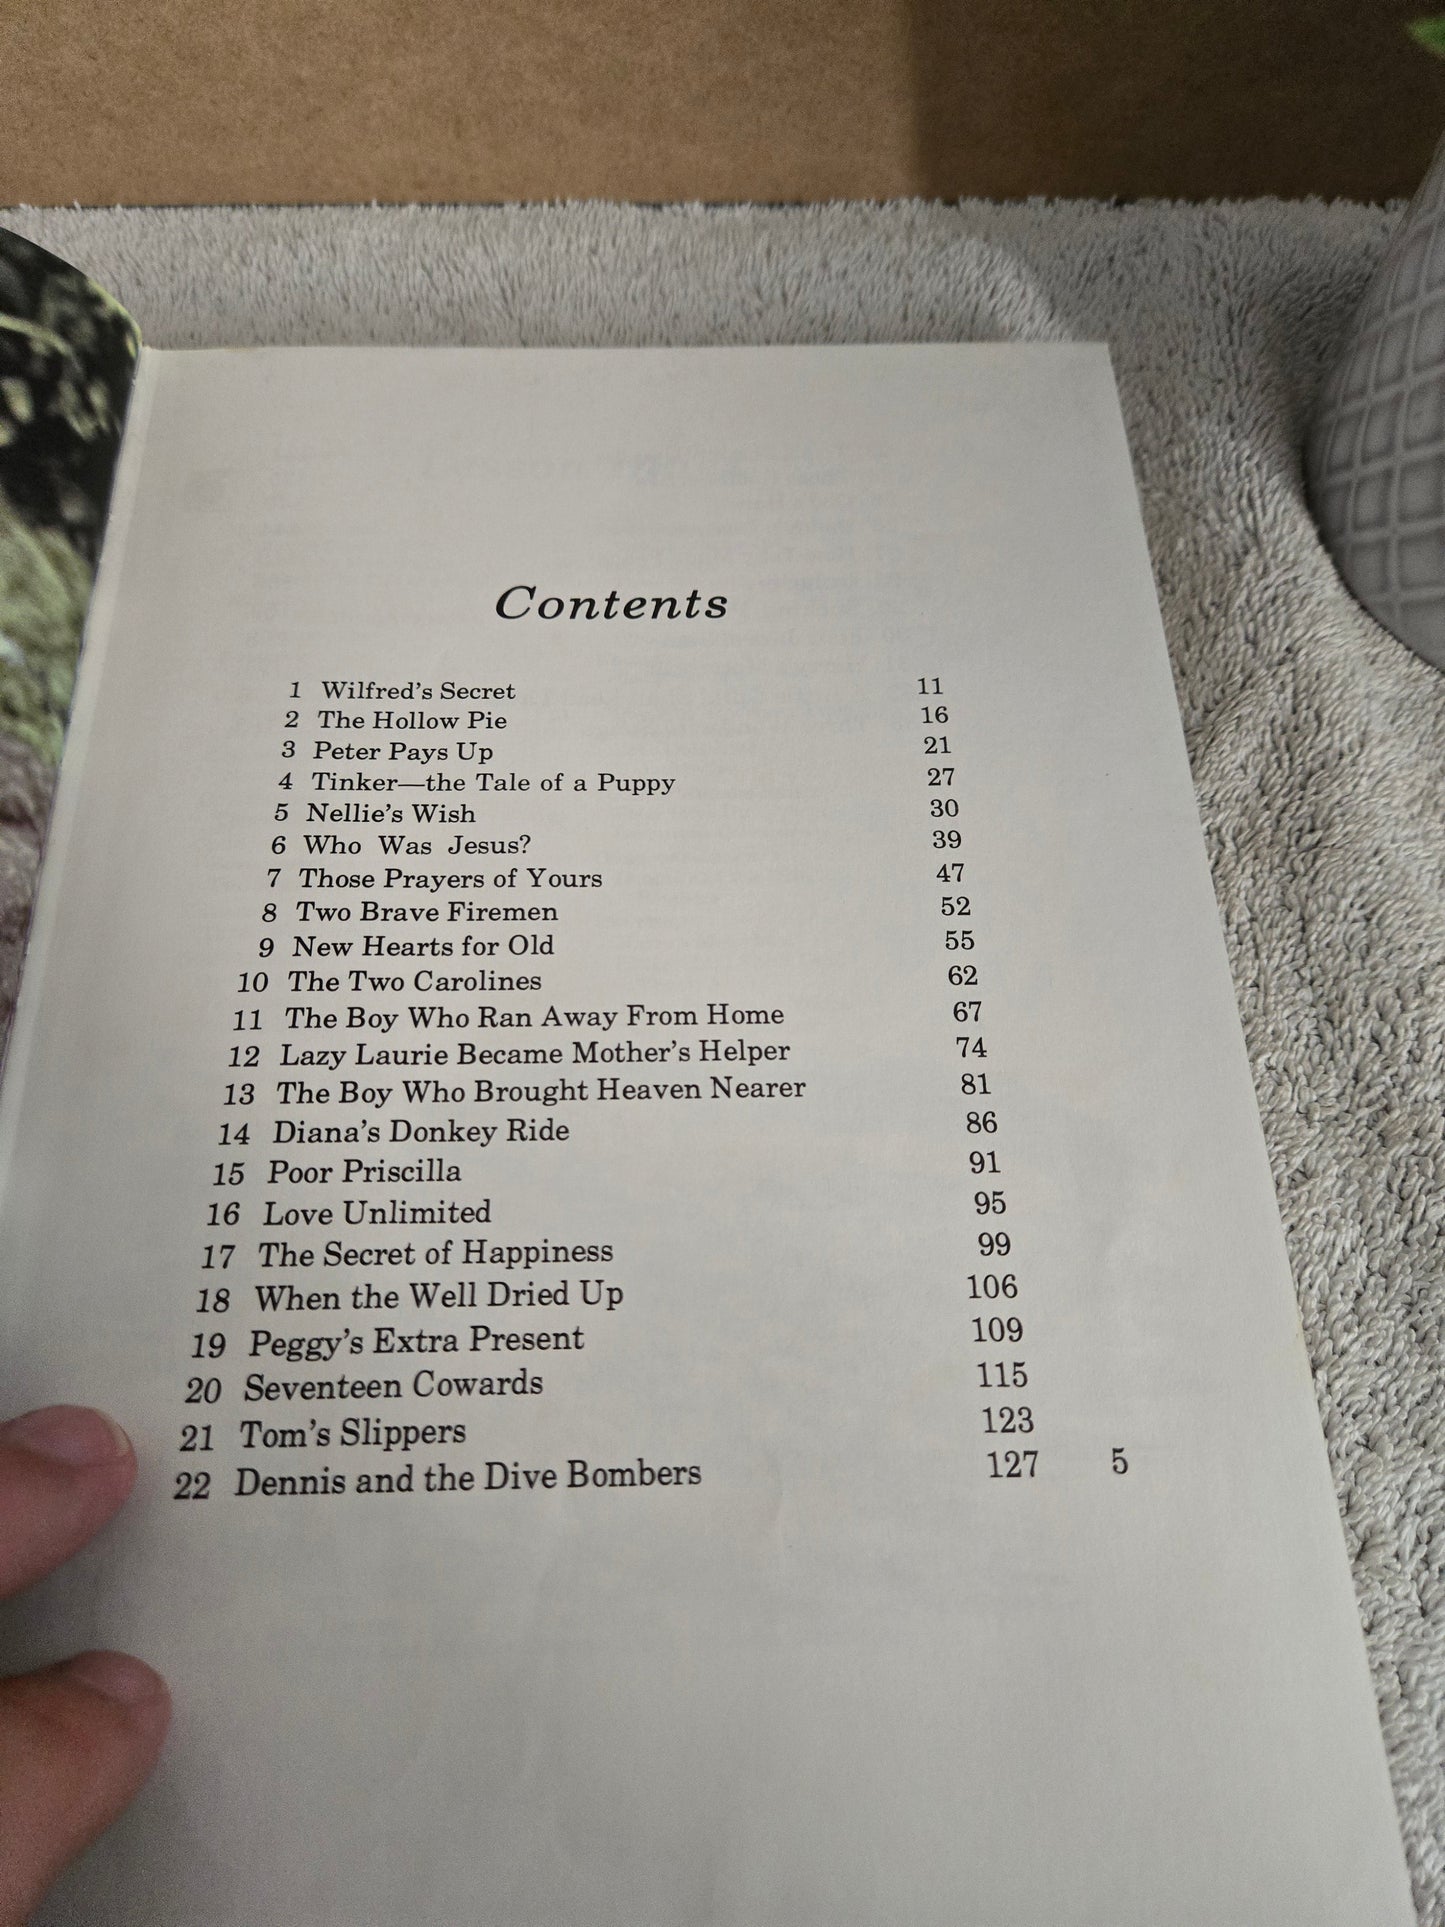 Contents
1 Wilfred's Secret 11
2 The Hollow Pie 16
3 Peter Pays Up 21
4 Tinker—the Tale of a Puppy 27
5 Nellie's Wish 30
6 Who Was Jesus? 39
7 Those Prayers of Yours 47
8 Two Brave Firemen 52
9 New Hearts for Old 55
10 The Two Carolines 62
11 The Boy Who Ran Away From Home 67
12 Lazy Laurie Became Mother's Helper 74
13 The Boy Who Brought Heaven Nearer 81
14 Diana's Donkey Ride 86
15 Poor Priscilla 91
16 Love Unlimited 95
17 The Secret of Happiness 99
18 When the Well Dried Up 106
19 Peggy's Extra Present 109
20 Seventeen Cowards 115
21 Tom's Slippers 123
22 Dennis and the Dive Bombers 127 5